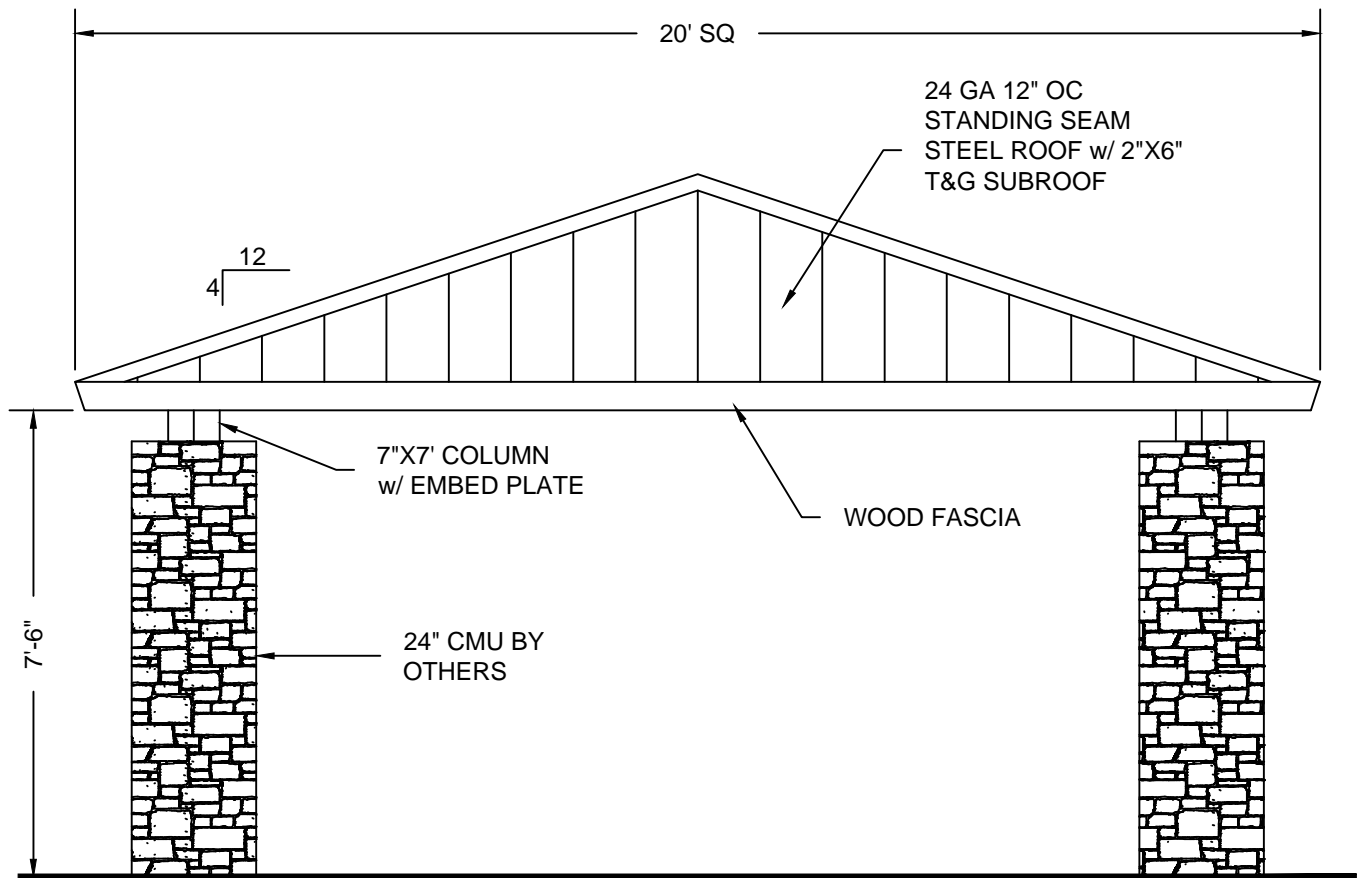 20' SQ
24 GA 12" OC
STANDING SEAM
STEEL ROOF w/ 2"X6"
T&G SUBROOF
12
4
7"X7' COLUMN
w/ EMBED PLATE
WOOD FASCIA
7'-6"
24" CMU BY
OTHERS